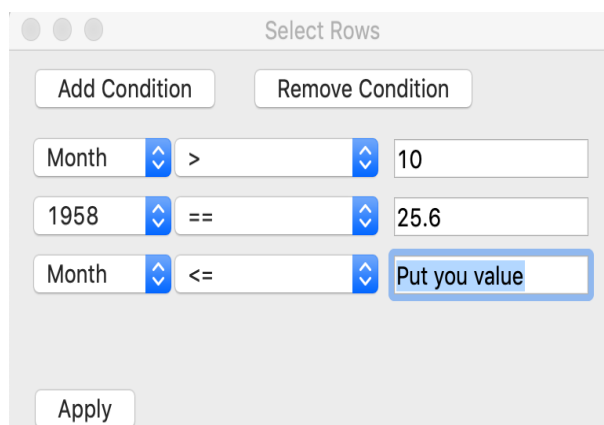 Select Rows
Add Condition Remove Condition
Month > 10
1958 == 25.6
Month <= Put you value
Apply